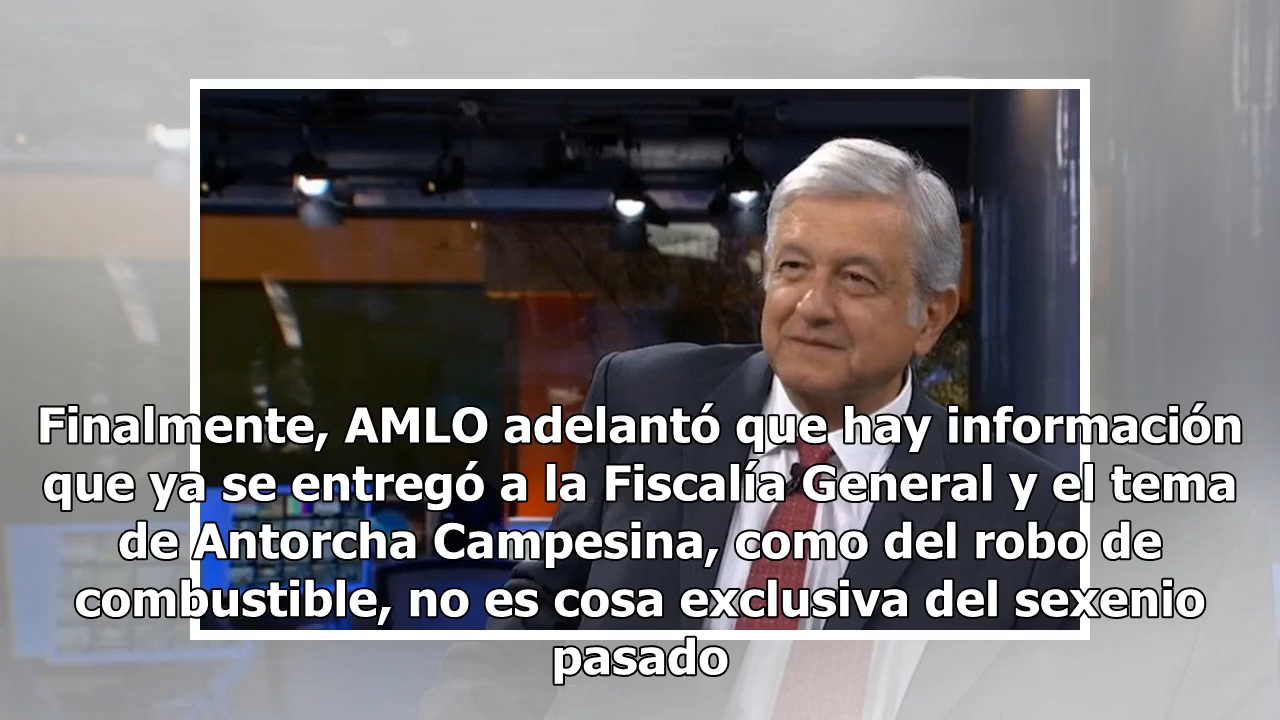 Finalmente, AMLO adelantó que hay información
que ya se entregó a la Fiscalía General y el tema
de Antorcha Campesina, como del robo de
combustible, no es cosa exclusiva del sexenio
pasado